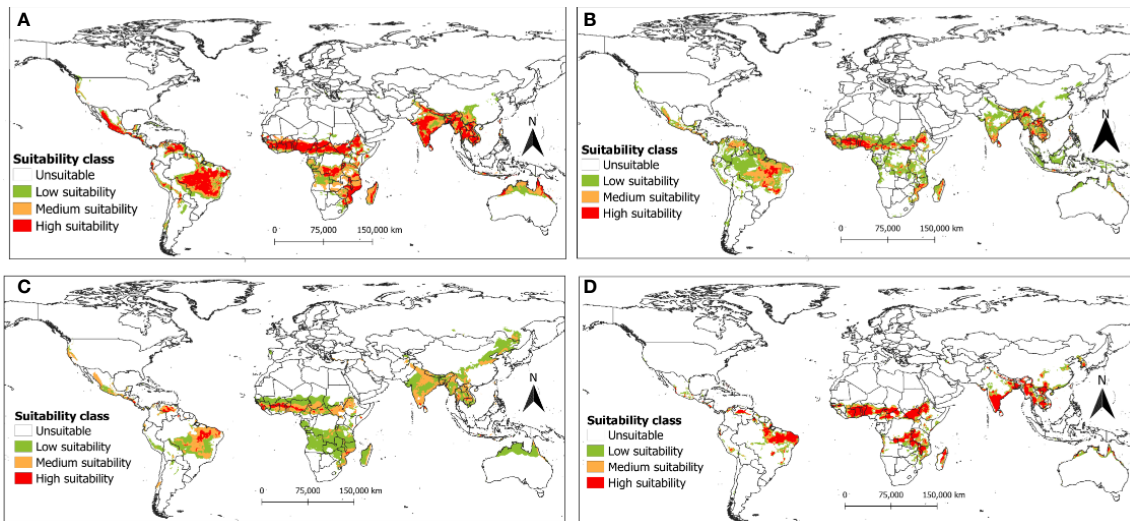 A
N
Suitability class
Unsuitable
Low suitability
Medium suitability
High suitability
0 75,000 150,000 km
B
N
Suitability class
Unsuitable
Low suitability
Medium suitability
High suitability
0 75,000 150,000 km
C
N
Suitability class
Unsuitable
Low suitability
Medium suitability
High suitability
0 75,000 150,000 km
D
N
Suitability class
Unsuitable
Low suitability
Medium suitability
High suitability
0 75,000 150,000 km